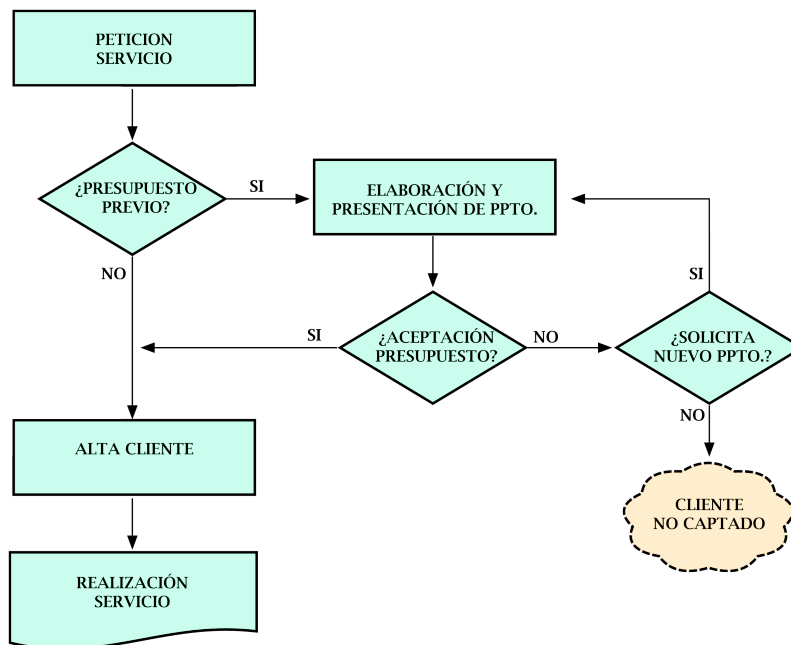 PETICION
SERVICIO
¿PRESUPUESTO
PREVIO?
SI
ELABORACIÓN Y
PRESENTACIÓN DE PPTO.
NO
SI
¿ACEPTACIÓN
PRESUPUESTO?
NO
¿SOLICITA
NUEVO PPTO.?
SI
NO
ALTA CLIENTE
CLIENTE
NO CAPTADO
REALIZACIÓN
SERVICIO